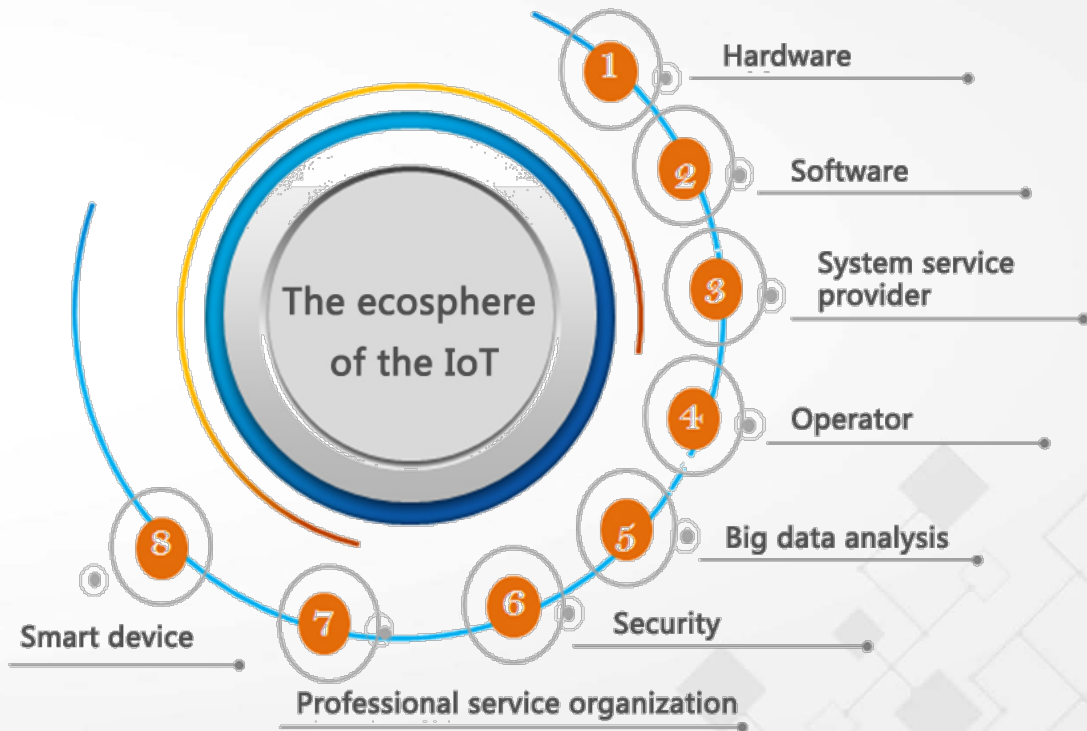 The ecosphere
of the IoT
1
Hardware
2
Software
3
System service
provider
4
Operator
5
Big data analysis
6
Security
7
Professional service organization
8
Smart device